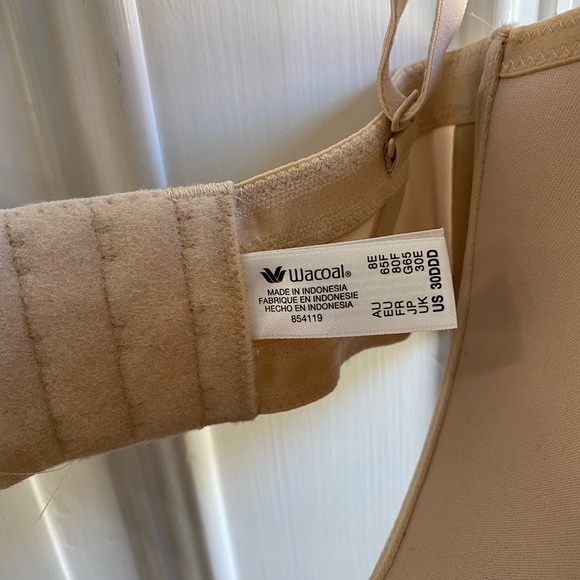 Wacoal®
MADE IN INDONESIA
FABRIQUE EN INDONESIE
HECHO EN INDONESIA
854119
AU 8E
EU 65F
FR 80F
JP G65
UK 30E
US 30DDD